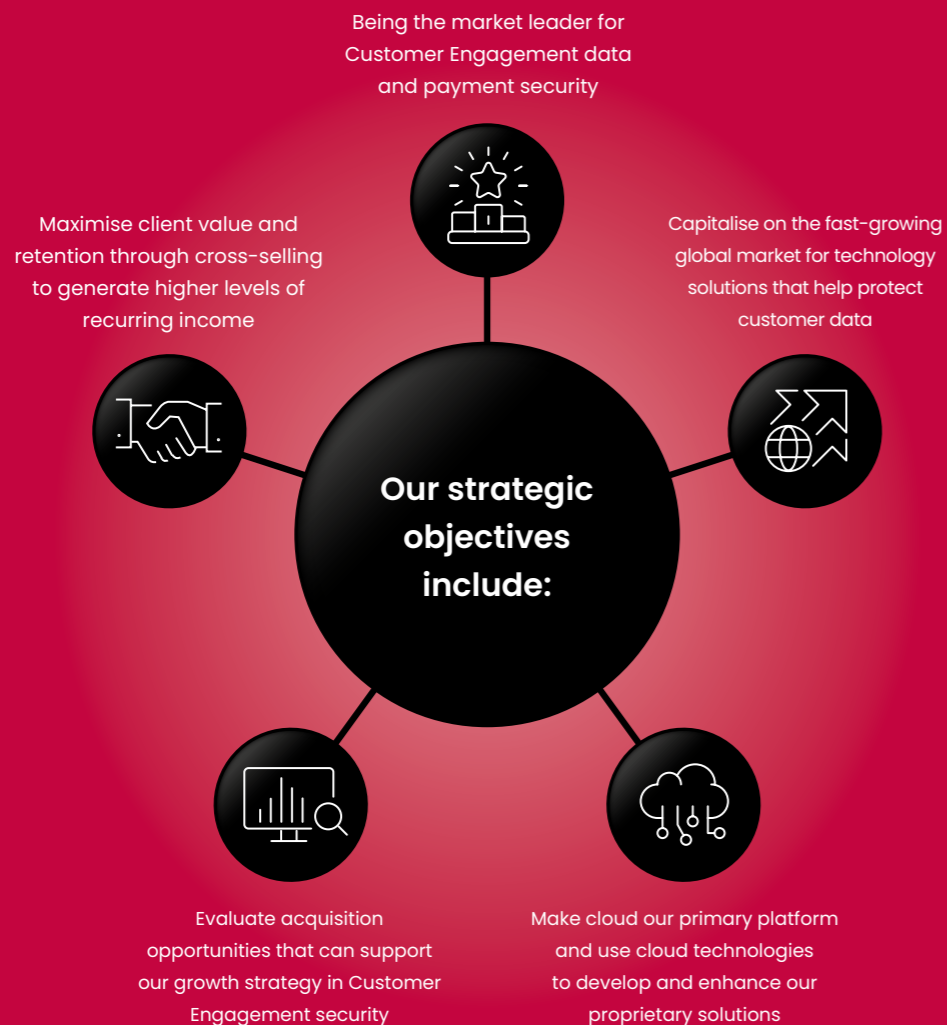 Being the market leader for
Customer Engagement data
and payment security
Maximise client value and
retention through cross-selling
to generate higher levels of
recurring income
Capitalise on the fast-growing
global market for technology
solutions that help protect
customer data
Our strategic
objectives
include:
Evaluate acquisition
opportunities that can support
our growth strategy in Customer
Engagement security
Make cloud our primary platform
and use cloud technologies
to develop and enhance our
proprietary solutions